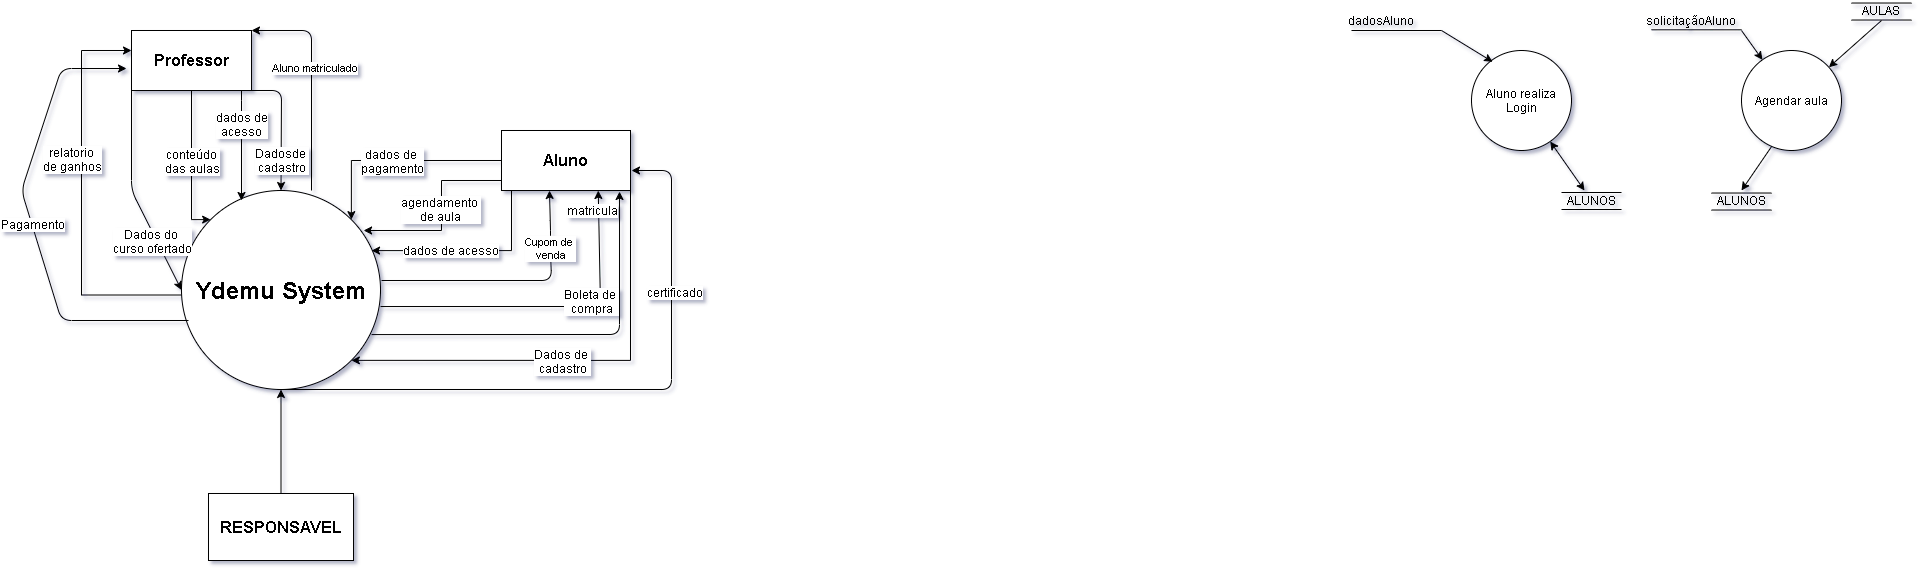 dadosAluno
solicitaçãoAluno
AULAS
Professor
Aluno matriculado
Aluno realiza
Login
Agendar aula
dados de
acesso
relatorio
de ganhos
conteúdo
das aulas
Dadosde
cadastro
dados de
pagamento
Aluno
ALUNOS
ALUNOS
agendamento
de aula
matricula
Pagamento
Dados do
curso ofertado
dados de acesso
Cupom de
venda
Ydemu System
Boleta de
compra
certificado
Dados de
cadastro
RESPONSAVEL